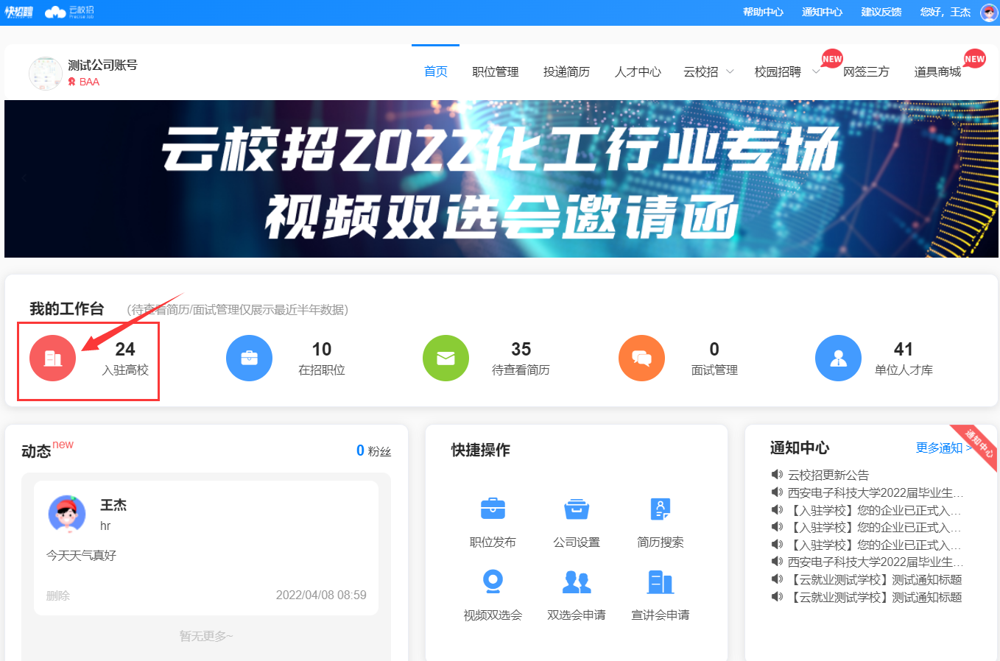 快招聘
云校招
Precise Job
帮助中心 通知中心 建议反馈 您好，王杰
测试公司账号
BAA
首页 职位管理 投递简历 人才中心 云校招 校园招聘 NEW 网签三方 道具商城 NEW
云校招2022化工行业专场
视频双选会邀请函
我的工作台 （待查看简历/面试管理仅展示最近半年数据）
24 10 35 0 41
入驻高校 在招职位 待查看简历 面试管理 单位人才库
动态new 0 粉丝
王杰
hr
今天天气真好
删除 2022/04/08 08:59
暂无更多~
快捷操作
职位发布 公司设置 简历搜索
视频双选会 双选会申请 宣讲会申请
通知中心 更多通知 >
通知中心
云校招更新公告
西安电子科技大学2022届毕业生...
【入驻学校】您的企业已正式入...
【入驻学校】您的企业已正式入...
【入驻学校】您的企业已正式入...
西安电子科技大学2022届毕业生...
【云就业测试学校】测试通知标题
【云就业测试学校】测试通知标题